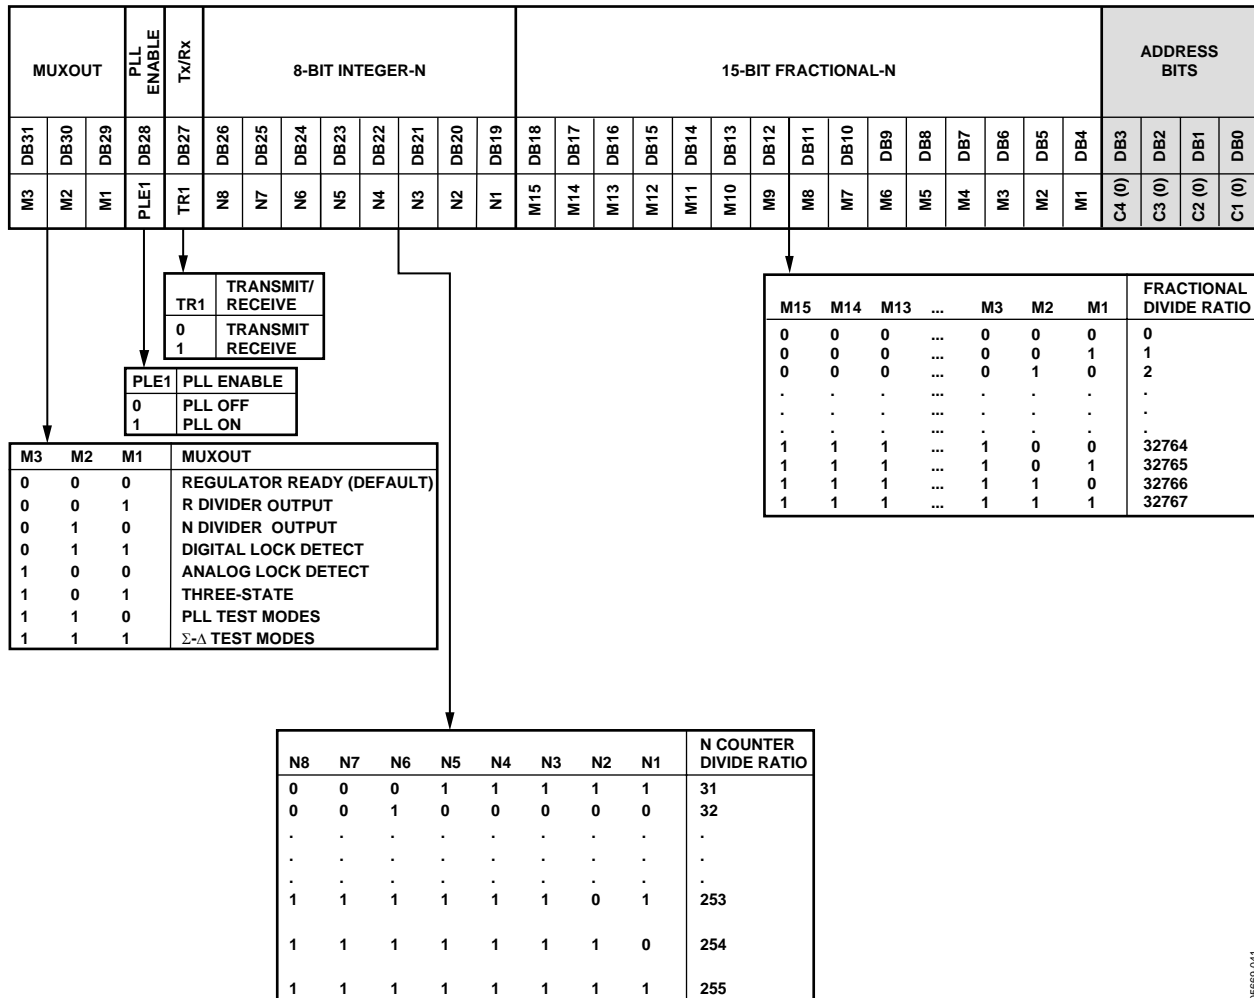 MUXOUT
PLL ENABLE
Tx/Rx
8-BIT INTEGER-N
15-BIT FRACTIONAL-N
ADDRESS
BITS
DB31 DB30 DB29 DB28 DB27 DB26 DB25 DB24 DB23 DB22 DB21 DB20 DB19 DB18 DB17 DB16 DB15 DB14 DB13 DB12 DB11 DB10 DB9 DB8 DB7 DB6 DB5 DB4 DB3 DB2 DB1 DB0
M3 M2 M1 PLE1 TR1 N8 N7 N6 N5 N4 N3 N2 N1 M15 M14 M13 M12 M11 M10 M9 M8 M7 M6 M5 M4 M3 M2 M1 C4 (0) C3 (0) C2 (0) C1 (0)
TRANSMIT/
TR1 RECEIVE
0 TRANSMIT
1 RECEIVE
PLE1 PLL ENABLE
0 PLL OFF
1 PLL ON
M3 M2 M1 MUXOUT
0 0 0 REGULATOR READY (DEFAULT)
0 0 1 R DIVIDER OUTPUT
0 1 0 N DIVIDER OUTPUT
0 1 1 DIGITAL LOCK DETECT
1 0 0 ANALOG LOCK DETECT
1 0 1 THREE-STATE
1 1 0 PLL TEST MODES
1 1 1 Σ-Δ TEST MODES
FRACTIONAL
M15 M14 M13 ... M3 M2 M1 DIVIDE RATIO
0 0 0 ... 0 0 0 0
0 0 0 ... 0 0 1 1
0 0 0 ... 0 1 0 2
. . . ... . . . .
. . . ... . . . .
. . . ... . . . .
1 1 1 ... 1 0 0 32764
1 1 1 ... 1 0 1 32765
1 1 1 ... 1 1 0 32766
1 1 1 ... 1 1 1 32767
N COUNTER
N8 N7 N6 N5 N4 N3 N2 N1 DIVIDE RATIO
0 0 0 1 1 1 1 1 31
0 0 1 0 0 0 0 0 32
. . . . . . . . .
. . . . . . . . .
. . . . . . . . .
1 1 1 1 1 1 0 1 253
1 1 1 1 1 1 1 0 254
1 1 1 1 1 1 1 1 255